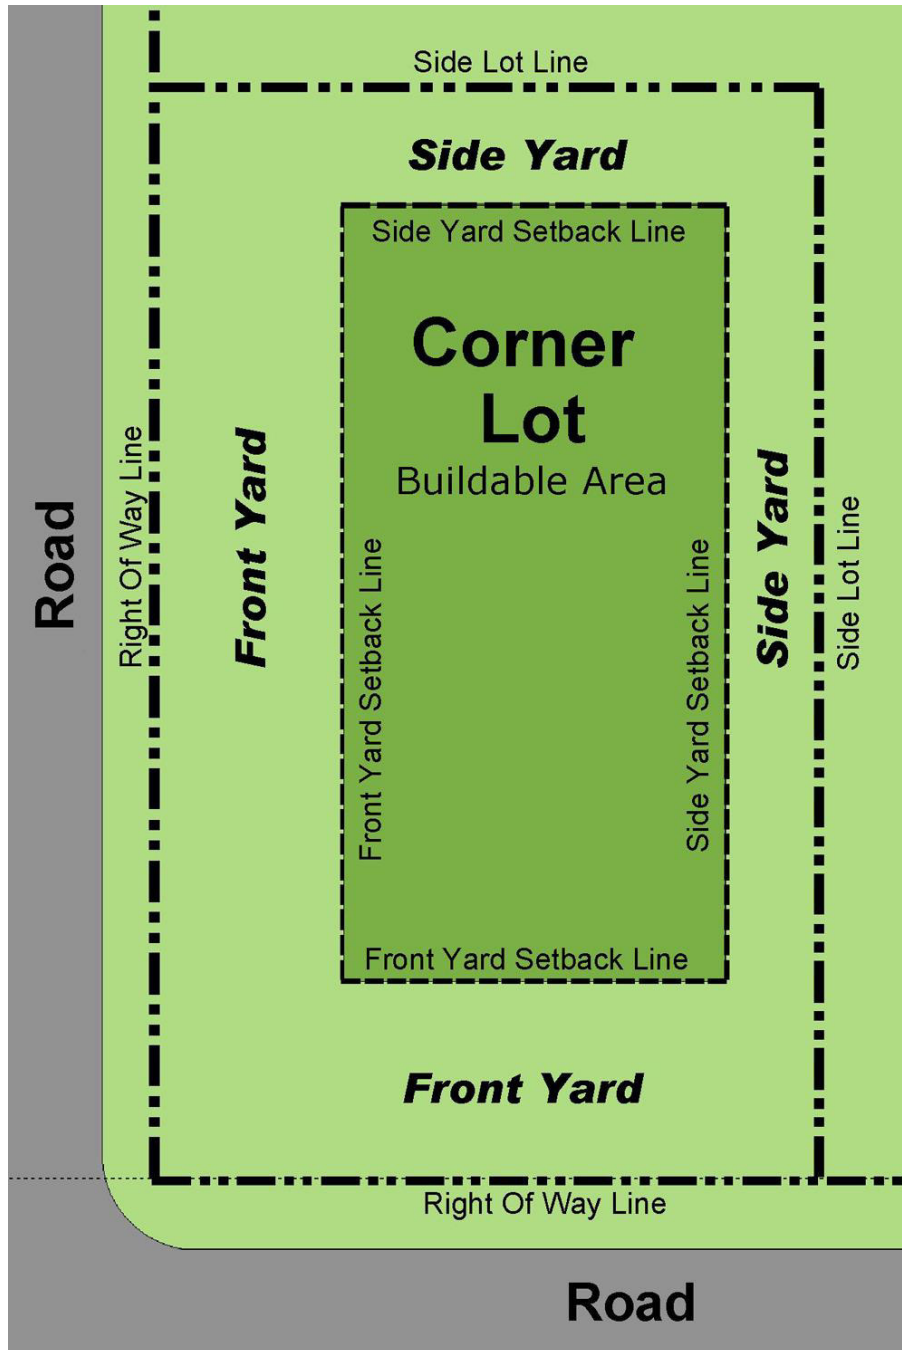 Side Lot Line
Side Yard
Side Yard Setback Line
Corner
Lot
Buildable Area
Road
Right Of Way Line
Front Yard
Front Yard Setback Line
Side Yard Setback Line
Side Yard
Side Lot Line
Front Yard Setback Line
Front Yard
Right Of Way Line
Road